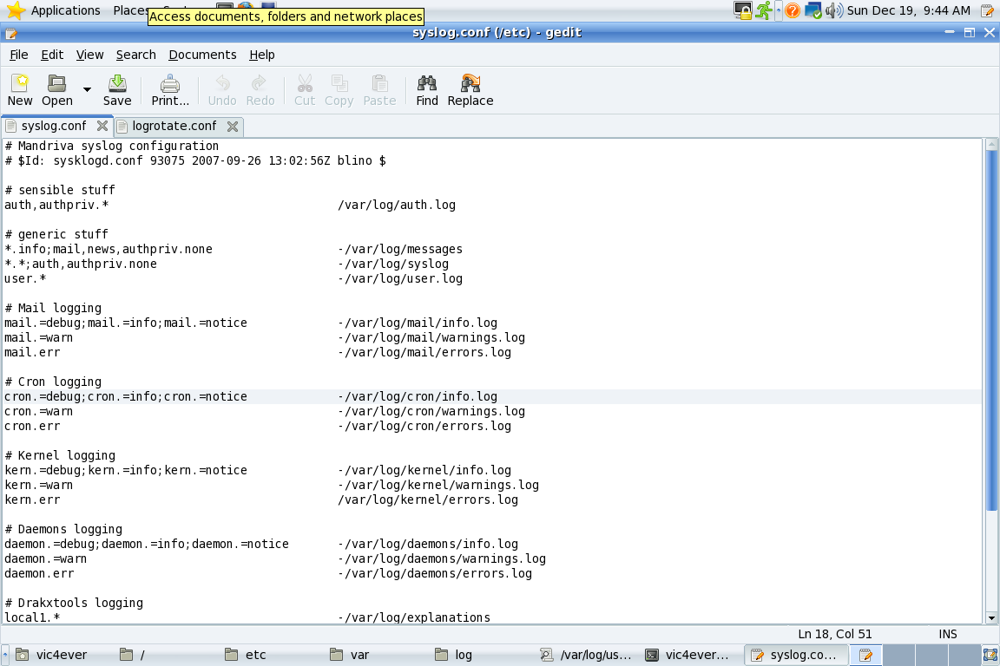 Applications Places
Access documents, folders and network places
Sun Dec 19, 9:44 AM
syslog.conf (/etc) - gedit
File Edit View Search Documents Help
New Open Save Print... Undo Redo Cut Copy Paste Find Replace
syslog.conf logrotate.conf
# Mandriva syslog configuration
# $Id: sysklogd.conf 93075 2007-09-26 13:02:56Z blino $
# sensible stuff
auth,authpriv.* /var/log/auth.log
# generic stuff
*.info;mail,news,authpriv.none -/var/log/messages
*.*;auth,authpriv.none -/var/log/syslog
user.* -/var/log/user.log
# Mail logging
mail.=debug;mail.=info;mail.=notice -/var/log/mail/info.log
mail.=warn -/var/log/mail/warnings.log
mail.err -/var/log/mail/errors.log
# Cron logging
cron.=debug;cron.=info;cron.=notice -/var/log/cron/info.log
cron.=warn -/var/log/cron/warnings.log
cron.err -/var/log/cron/errors.log
# Kernel logging
kern.=debug;kern.=info;kern.=notice -/var/log/kernel/info.log
kern.=warn -/var/log/kernel/warnings.log
kern.err /var/log/kernel/errors.log
# Daemons logging
daemon.=debug;daemon.=info;daemon.=notice -/var/log/daemons/info.log
daemon.=warn -/var/log/daemons/warnings.log
daemon.err -/var/log/daemons/errors.log
# Drakxtools logging
local1.* -/var/log/explanations
Ln 18, Col 51 INS
vic4ever / etc var log /var/log/us... vic4ever... syslog.co...